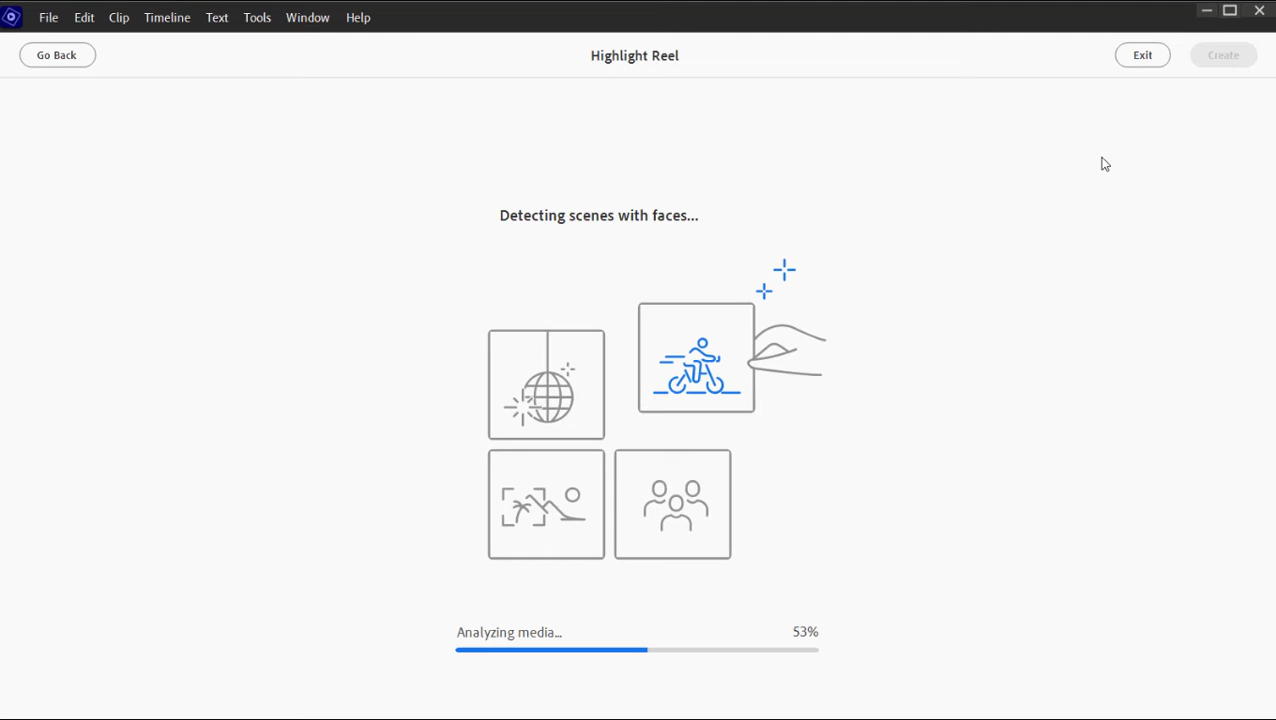 File Edit Clip Timeline Text Tools Window Help
Go Back
Highlight Reel
Exit
Create
Detecting scenes with faces...
Analyzing media...
53%